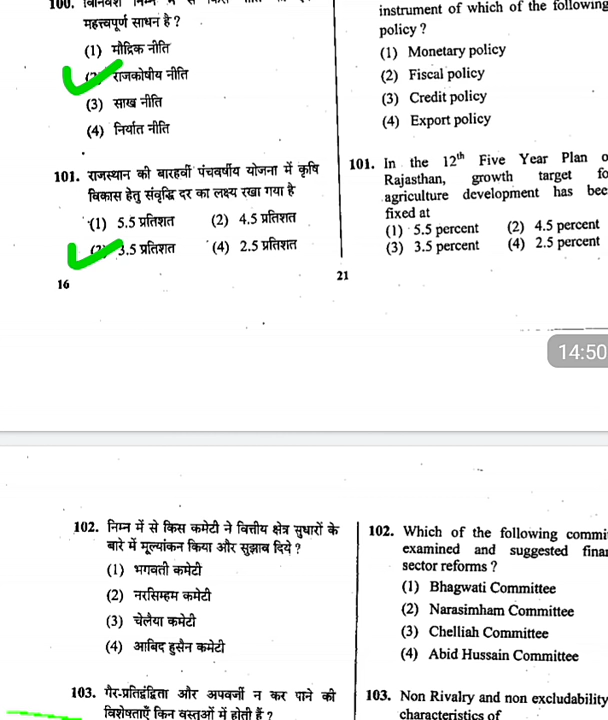 100.
महत्त्वपूर्ण साधन है ?
(1) मौद्रिक नीति
राजकोषीय नीति
(3) साख नीति
(4) निर्यात नीति
101. राजस्थान की बारहवीं पंचवर्षीय योजना में कृषि
विकास हेतु संवृद्धि दर का लक्ष्य रखा गया है
(1) 5.5 प्रतिशत (2) 4.5 प्रतिशत
3.5 प्रतिशत (4) 2.5 प्रतिशत
16
instrument of which of the following
policy ?
(1) Monetary policy
(2) Fiscal policy
(3) Credit policy
(4) Export policy
101. In the 12th Five Year Plan o
Rajasthan, growth target fo
agriculture development has bee
fixed at
(1) 5.5 percent (2) 4.5 percent
(3) 3.5 percent (4) 2.5 percent
21
14:50
102. निम्न में से किस कमेटी ने वित्तीय क्षेत्र सुधारों के
बारे में मूल्यांकन किया और सुझाव दिये ?
(1) भगवती कमेटी
(2) नरसिम्हम कमेटी
(3) चेलैया कमेटी
(4) आबिद हुसैन कमेटी
103. गैर-प्रतिद्वंद्विता और अपवर्जी न कर पाने की
विशेषताएँ किन वस्तुओं में होती हैं ?
102. Which of the following commi
examined and suggested finan
sector reforms ?
(1) Bhagwati Committee
(2) Narasimham Committee
(3) Chelliah Committee
(4) Abid Hussain Committee
103. Non Rivalry and non excludability
characteristics of